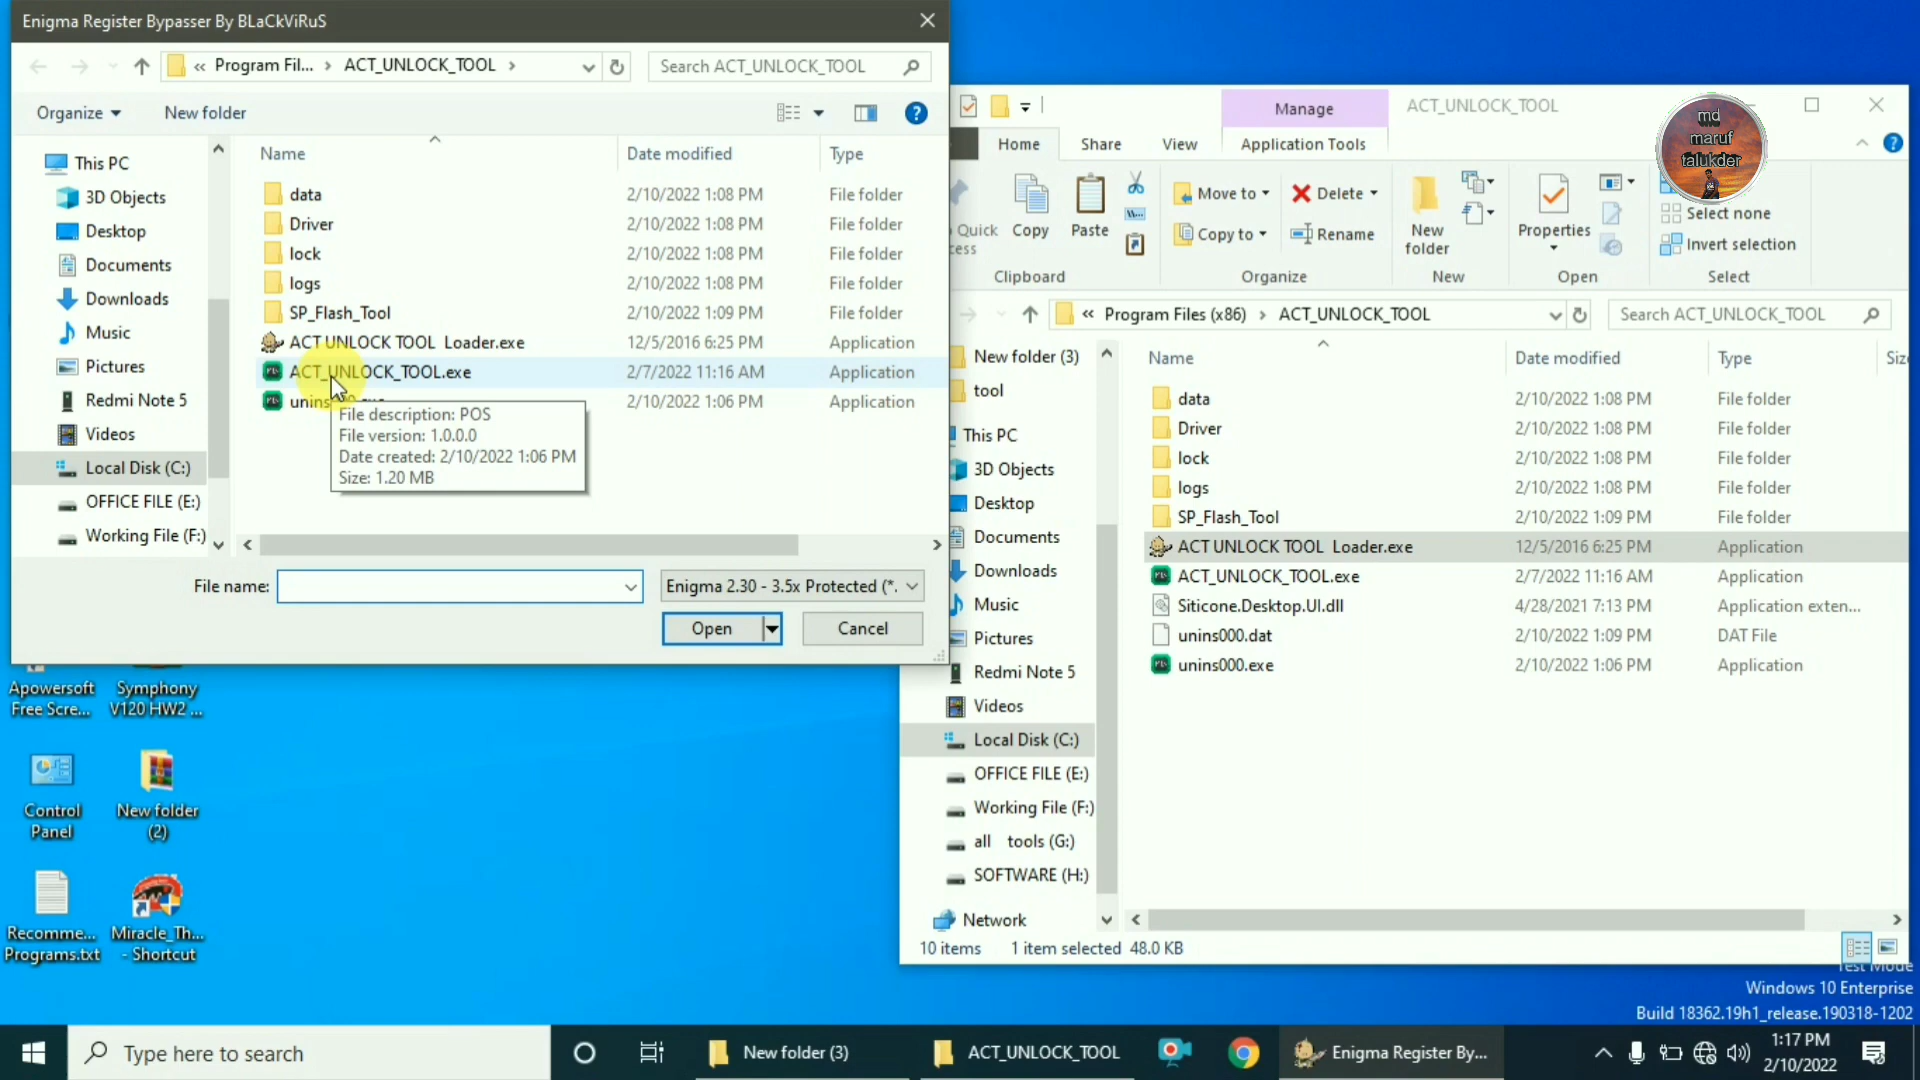 Enigma Register Bypasser By BLaCkViRuS
« Program Fil... › ACT_UNLOCK_TOOL ›
Search ACT_UNLOCK_TOOL
Organize
New folder
Name
Date modified
Type
This PC
3D Objects
Desktop
Documents
Downloads
Music
Pictures
Redmi Note 5
Videos
Local Disk (C:)
OFFICE FILE (E:)
Working File (F:)
data 2/10/2022 1:08 PM File folder
Driver 2/10/2022 1:08 PM File folder
lock 2/10/2022 1:08 PM File folder
logs 2/10/2022 1:08 PM File folder
SP_Flash_Tool 2/10/2022 1:09 PM File folder
ACT UNLOCK TOOL Loader.exe 12/5/2016 6:25 PM Application
ACT_UNLOCK_TOOL.exe 2/7/2022 11:16 AM Application
2/10/2022 1:06 PM Application
File description: POS
File version: 1.0.0.0
Date created: 2/10/2022 1:06 PM
Size: 1.20 MB
File name:
Enigma 2.30 - 3.5x Protected (*.
Open
Cancel
Manage
ACT_UNLOCK_TOOL
md
maruf
talukder
Home
Share
View
Application Tools
Quick
Copy
Paste
Clipboard
Move to
Copy to
Delete
Rename
Organize
New
folder
New
Properties
Open
Select none
Invert selection
Select
« Program Files (x86) › ACT_UNLOCK_TOOL
Search ACT_UNLOCK_TOOL
Name
Date modified
Type
New folder (3)
tool
This PC
3D Objects
Desktop
Documents
Downloads
Music
Pictures
Redmi Note 5
Videos
Local Disk (C:)
OFFICE FILE (E:)
Working File (F:)
all tools (G:)
SOFTWARE (H:)
Network
data 2/10/2022 1:08 PM File folder
Driver 2/10/2022 1:08 PM File folder
lock 2/10/2022 1:08 PM File folder
logs 2/10/2022 1:08 PM File folder
SP_Flash_Tool 2/10/2022 1:09 PM File folder
ACT UNLOCK TOOL Loader.exe 12/5/2016 6:25 PM Application
ACT_UNLOCK_TOOL.exe 2/7/2022 11:16 AM Application
Siticone.Desktop.UI.dll 4/28/2021 7:13 PM Application exten...
unins000.dat 2/10/2022 1:09 PM DAT File
unins000.exe 2/10/2022 1:06 PM Application
10 items 1 item selected 48.0 KB
Apowersoft
Free Scre...
Symphony
V120 HW2 ...
Control
Panel
New folder
(2)
Recomme...
Programs.txt
Miracle_Th...
- Shortcut
Test Mode
Windows 10 Enterprise
Build 18362.19h1_release.190318-1202
Type here to search
New folder (3)
ACT_UNLOCK_TOOL
Enigma Register By...
1:17 PM
2/10/2022